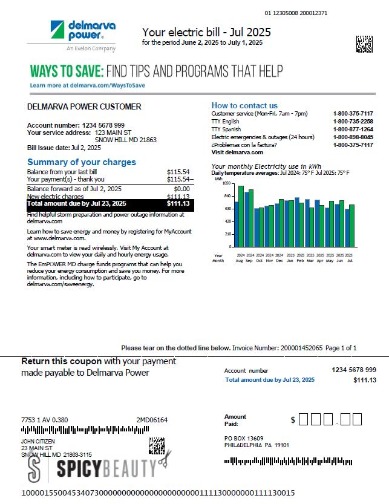 01 12305008 200012371
delmarva power.
An Exelon Company
Your electric bill - Jul 2025
for the period June 2, 2025 to July 1, 2025
WAYS TO SAVE: FIND TIPS AND PROGRAMS THAT HELP
Learn more at delmarva.com/WaysToSave
DELMARVA POWER CUSTOMER
Account number: 1234 5678 999
Your service address: 123 MAIN ST
SNOW HILL MD 21863
Bill Issue date: Jul 2, 2025
Summary of your charges
Balance from your last bill $115.54
Your payment(s) - thank you $115.54-
Balance forward as of Jul 2, 2025 $0.00
New electric charges $111.13
Total amount due by Jul 23, 2025 $111.13
Find helpful storm preparation and power outage information at
delmarva.com
Learn how to save energy and money by registering for MyAccount
at www.delmarva.com.
Your smart meter is read wirelessly. Visit My Account at
delmarva.com to view your daily and hourly energy usage.
The EmPOWER MD charge funds programs that can help you
reduce your energy consumption and save you money. For more
information, including how to participate, go to
How to contact us
Customer service (Mon-Fri, 7am - 7pm) 1-800-375-7117
TTY English 1-800-735-2258
TTY Spanish 1-800-877-1264
Electric emergencies & outages (24 hours)
¿Problemas con la factura? 1-800-375-7117
Visit delmarva.com
Your monthly Electricity use in kWh
Daily temperature averages: Jul 2024: 75° F Jul 2025: 75° F
kWh
1000
800
600
400
200
0
Year 2024 2024 2024 2024 2024 2025 2025 2025 2025 2025 2025 2025
Month Aug Sep Oct Nov Dec Jan Feb Mar Apr May Jun Jul
Please tear on the dotted line below. Invoice Number: 200001452065 Page 1 of 1
Return this coupon with your payment
made payable to Delmarva Power
Account number 1234 5678 999
Total amount due by Jul 23, 2025 $111.13
7753 1 AV 0.380 2MD06164
JOHN CITIZEN
23 MAIN ST
SNOW HILL MD 21863-3115
Amount
Paid: $ .
PO BOX 13609
PHILADELPHIA PA 19101
SPICYBEAUTY